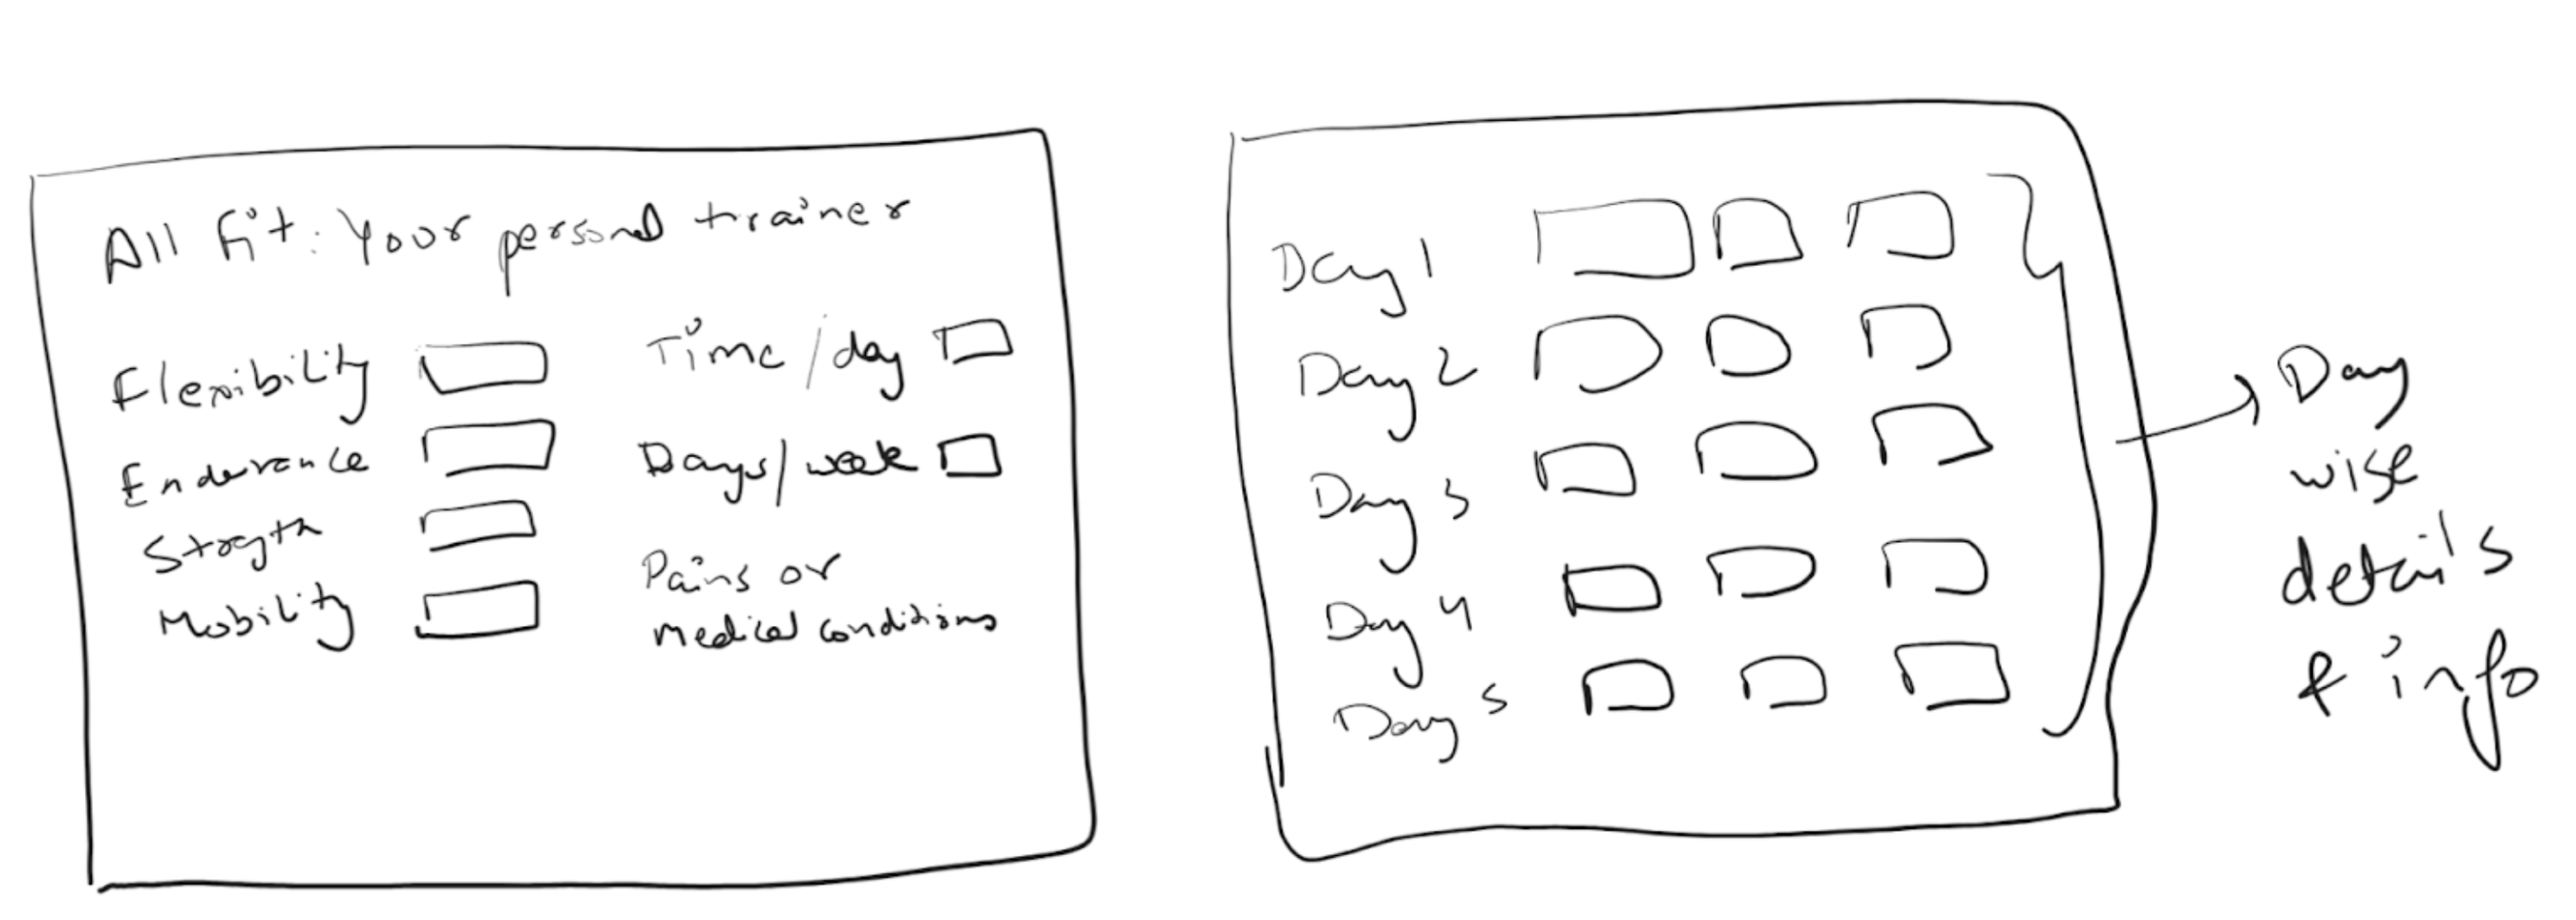 All fit: Your personal trainer
Flexibility
Endurance
Strength
Mobility
Time/day
Days/week
Pains or
medical conditions
Day 1
Day 2
Day 3
Day 4
Day 5
Day
wise
details
& info